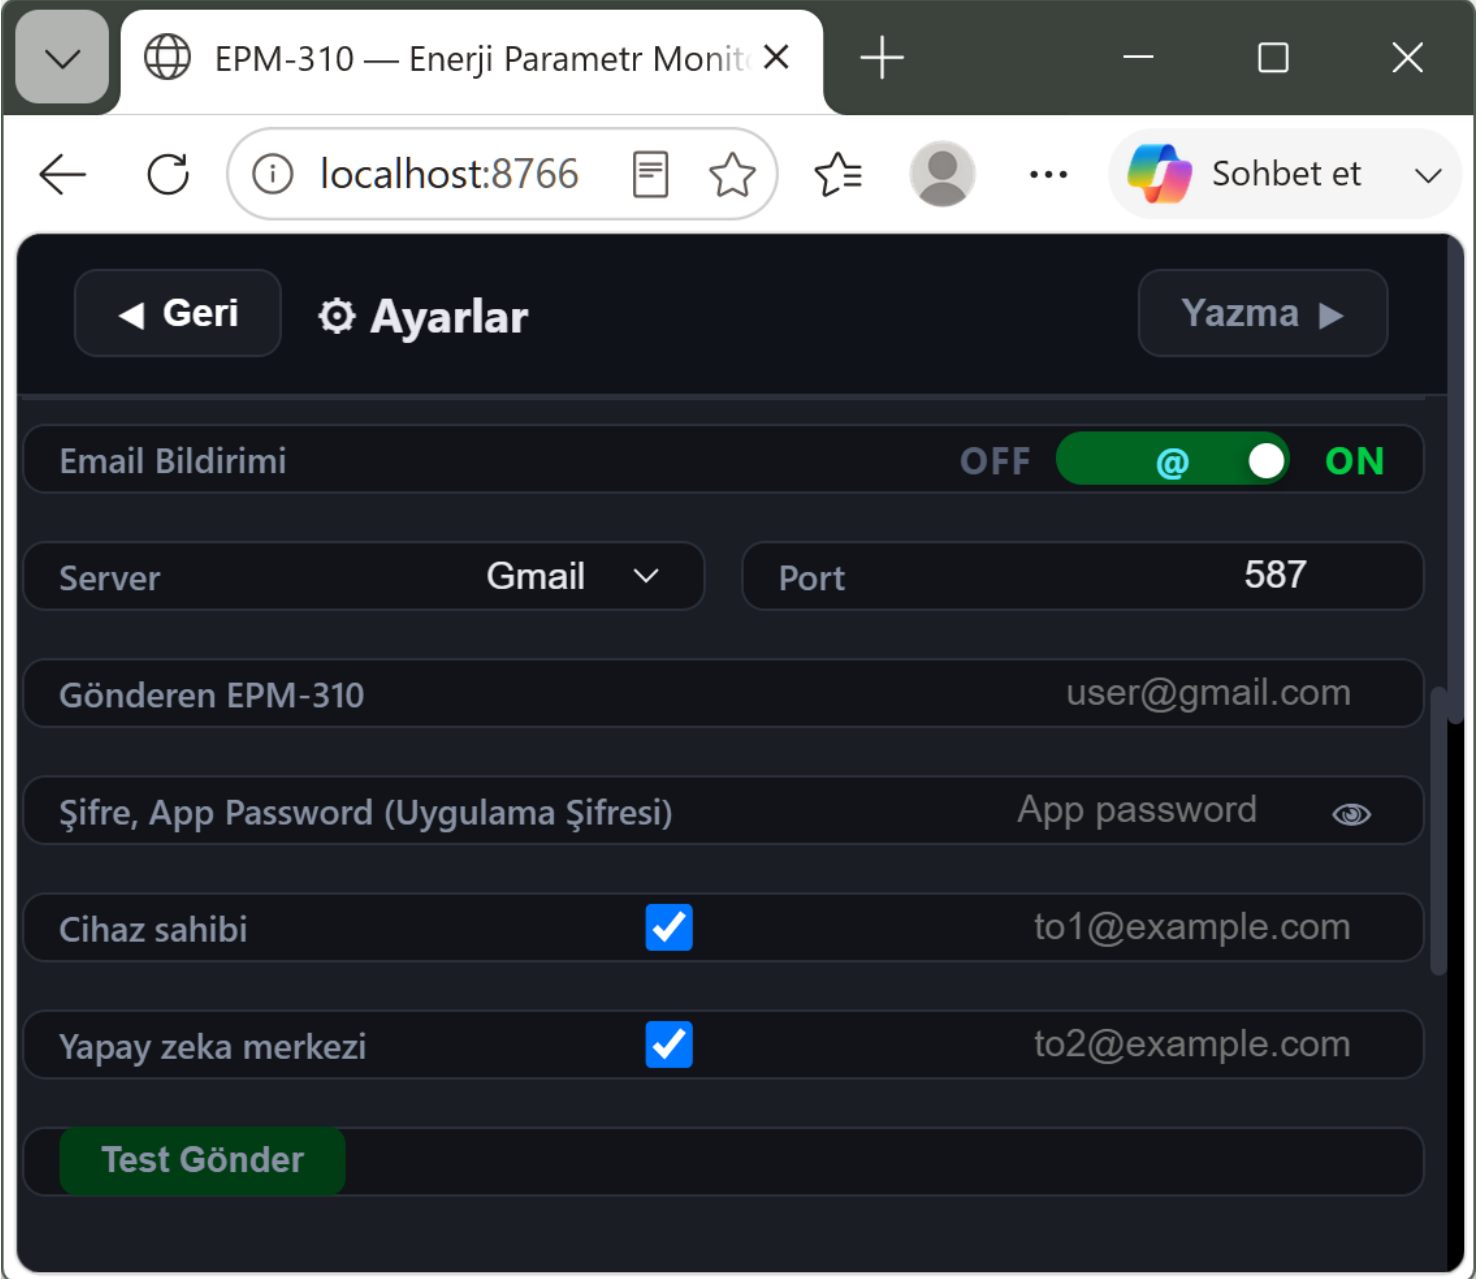 EPM-310 — Enerji Parametr Monit
localhost:8766
Sohbet et
Geri
Ayarlar
Yazma
Email Bildirimi
OFF
@
ON
Server
Gmail
Port
587
Gönderen EPM-310
user@gmail.com
Şifre, App Password (Uygulama Şifresi)
App password
Cihaz sahibi
to1@example.com
Yapay zeka merkezi
to2@example.com
Test Gönder